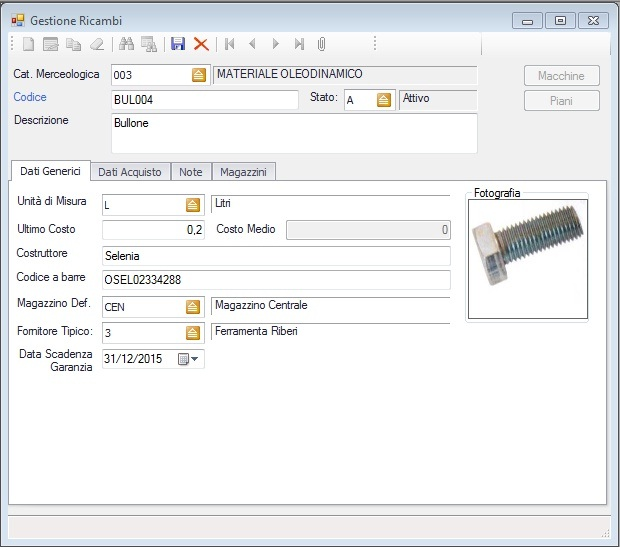 Gestione Ricambi
Cat. Merceologica 003 MATERIALE OLEODINAMICO Macchine
Codice BUL004 Stato: A Attivo Piani
Descrizione Bullone
Dati Generici Dati Acquisto Note Magazzini
Unità di Misura L Litri Fotografia
Ultimo Costo 0,2 Costo Medio 0
Costruttore Selenia
Codice a barre OSEL02334288
Magazzino Def. CEN Magazzino Centrale
Fornitore Tipico: 3 Ferramenta Riberi
Data Scadenza 31/12/2015
Garanzia